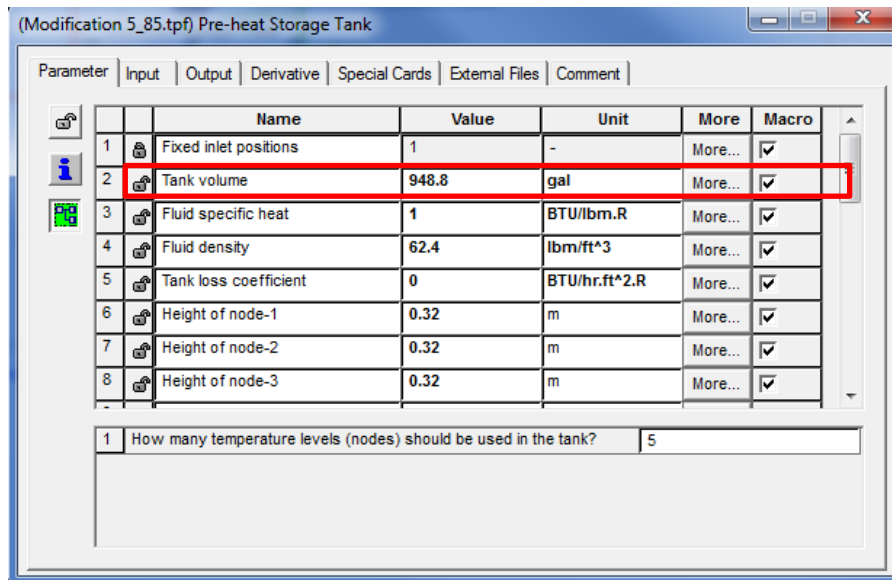 (Modification 5_85.tpf) Pre-heat Storage Tank
Parameter Input Output Derivative Special Cards External Files Comment
Name Value Unit More Macro
1 Fixed inlet positions 1 - More...
2 Tank volume 948.8 gal More...
3 Fluid specific heat 1 BTU/lbm.R More...
4 Fluid density 62.4 lbm/ft^3 More...
5 Tank loss coefficient 0 BTU/hr.ft^2.R More...
6 Height of node-1 0.32 m More...
7 Height of node-2 0.32 m More...
8 Height of node-3 0.32 m More...
1 How many temperature levels (nodes) should be used in the tank? 5